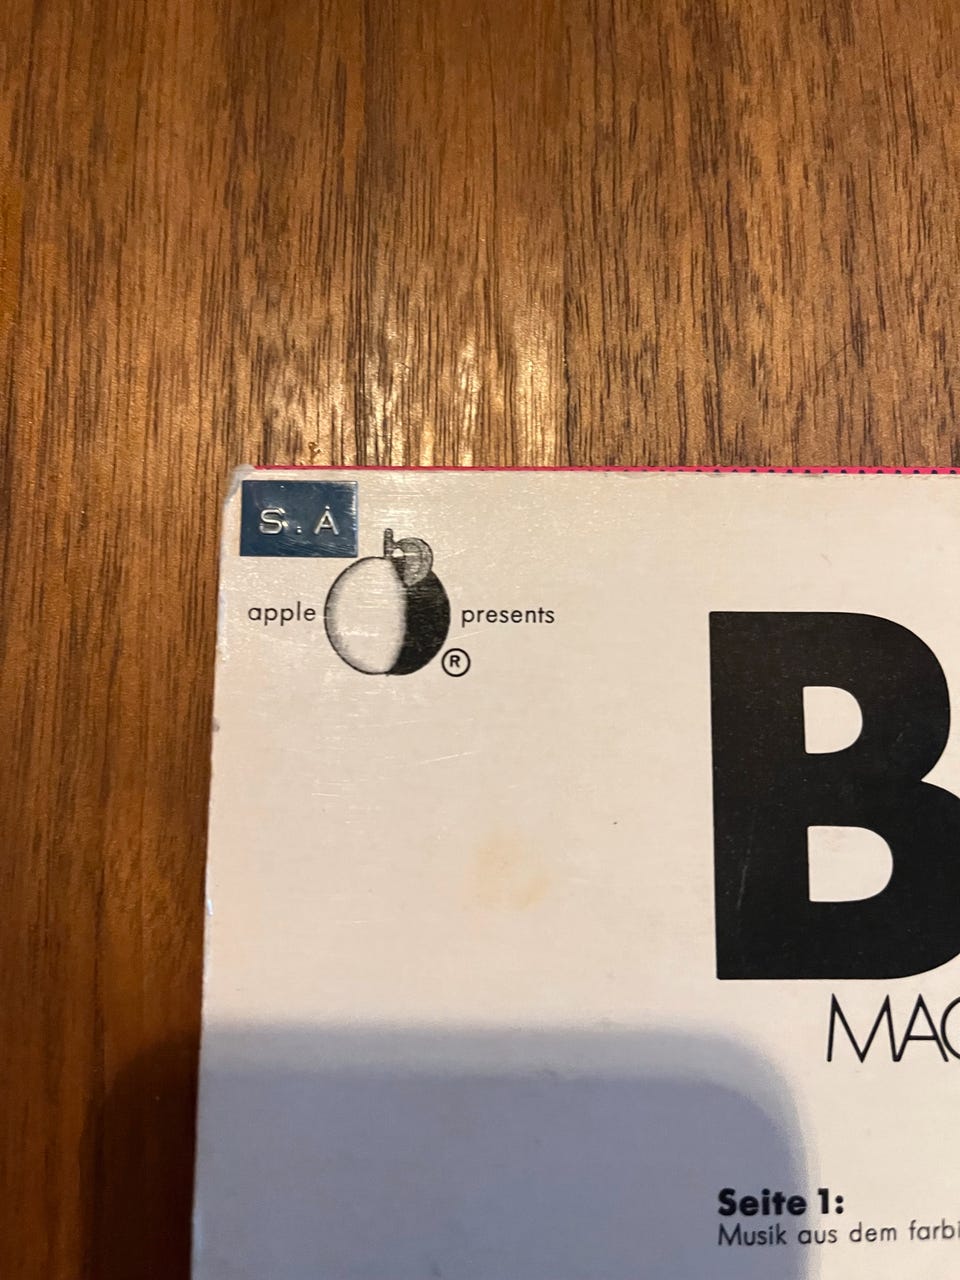 S.A
apple presents
®
B
MAG
Seite 1:
Musik aus dem farbi